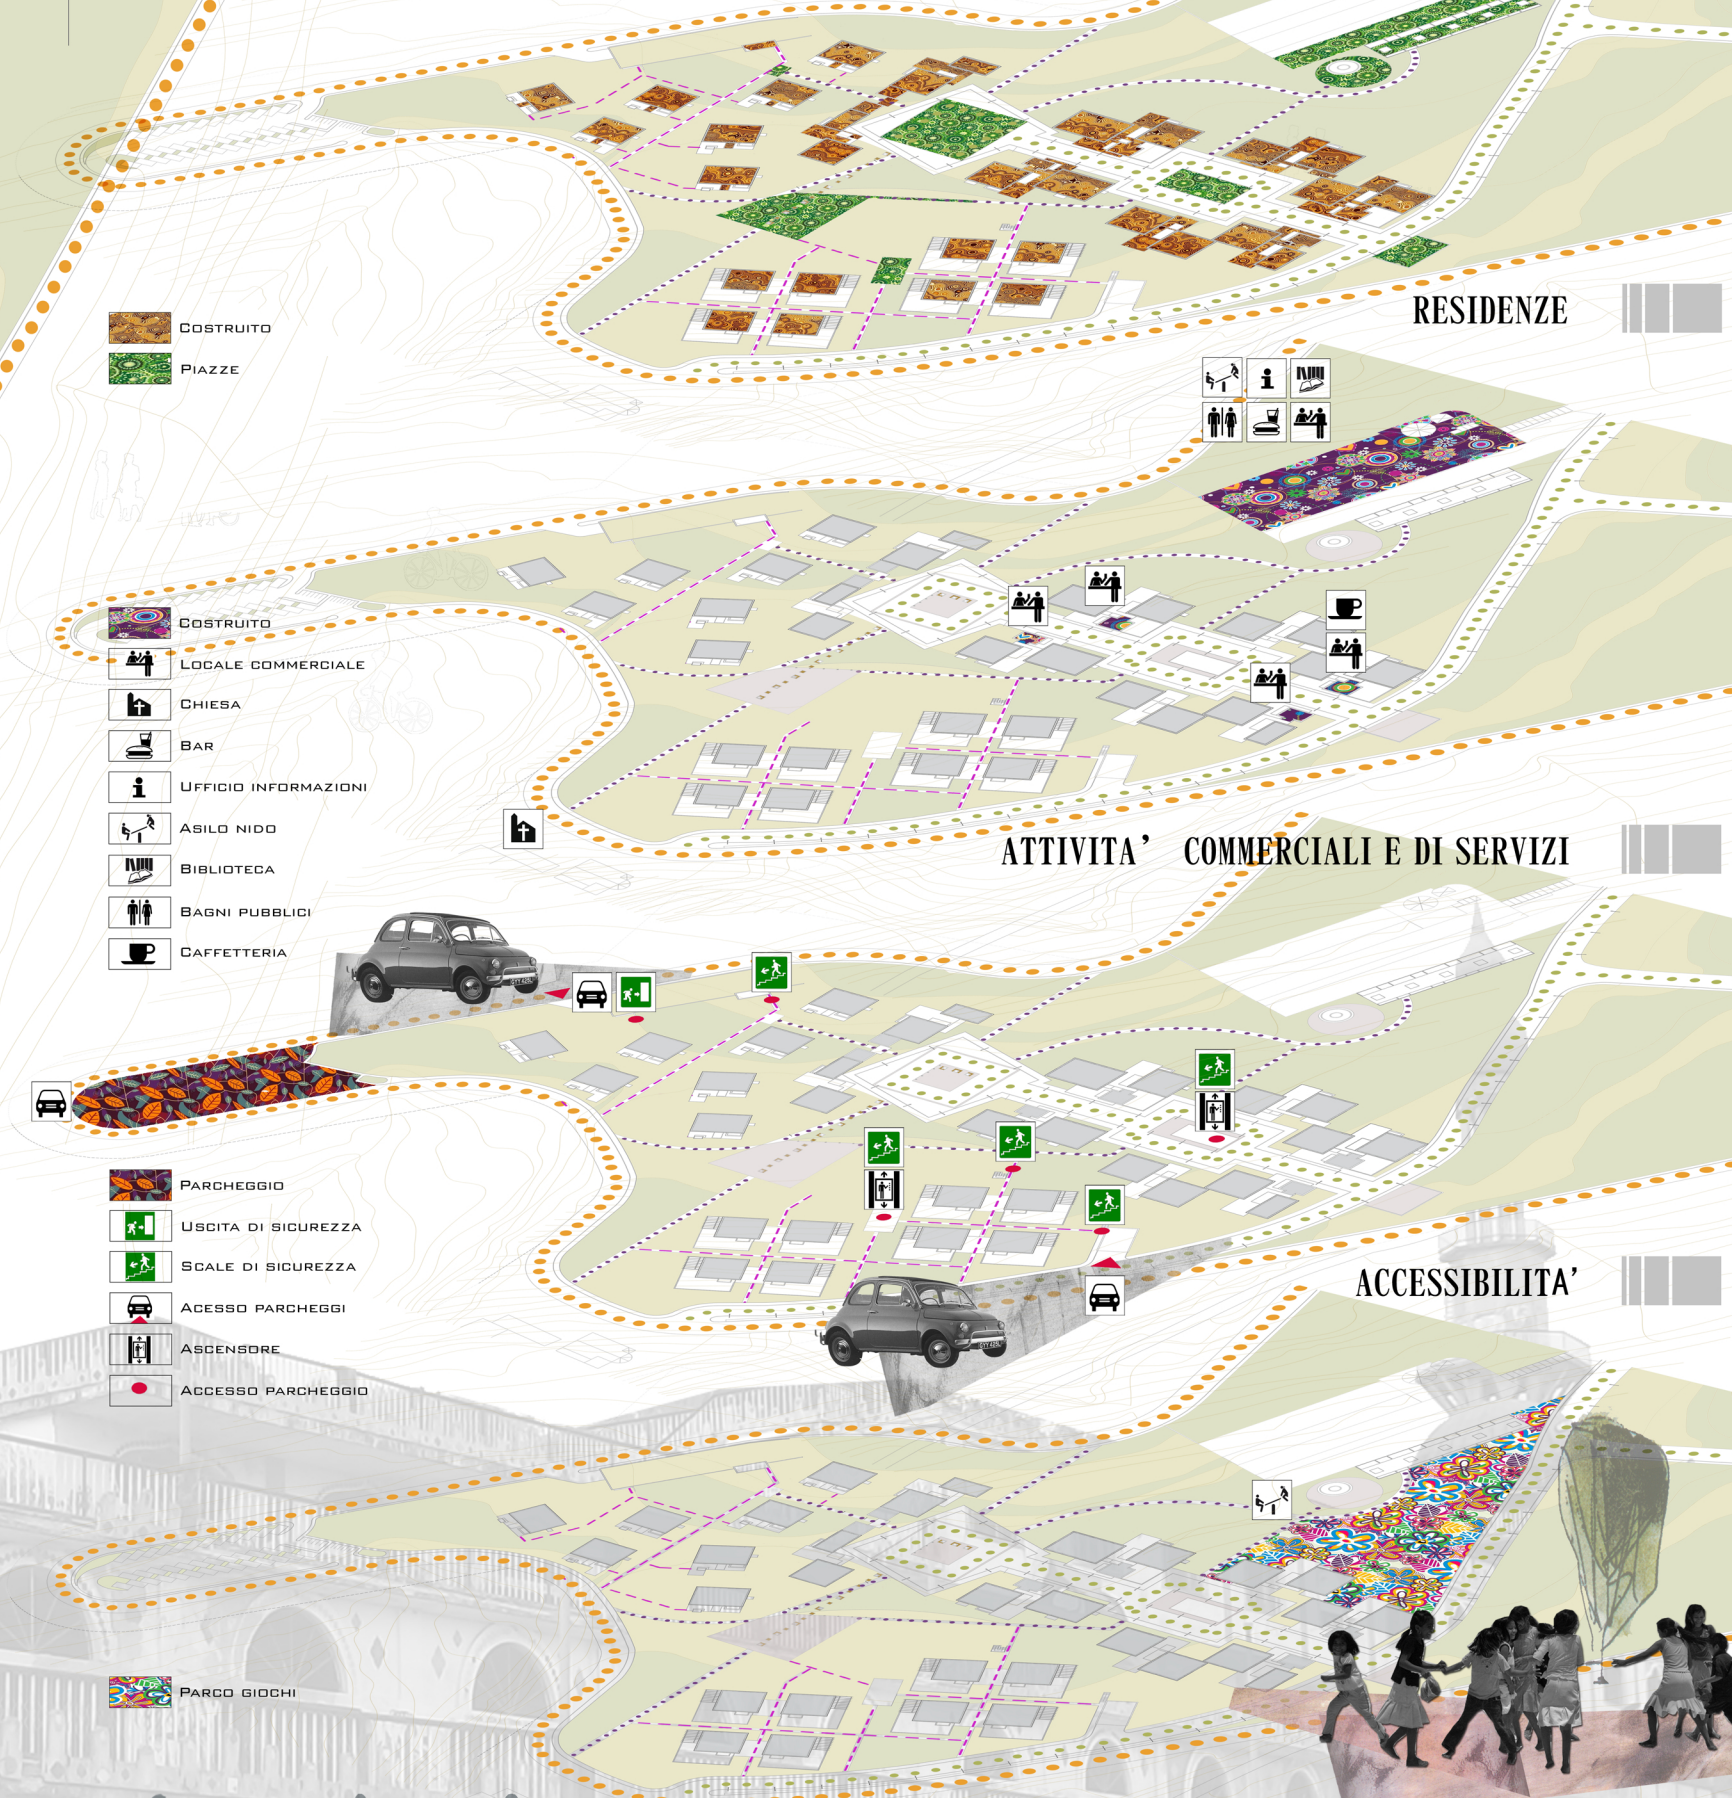 RESIDENZE
COSTRUITO
PIAZZE
COSTRUITO
LOCALE COMMERCIALE
CHIESA
BAR
UFFICIO INFORMAZIONI
ASILO NIDO
BIBLIOTECA
BAGNI PUBBLICI
CAFFETTERIA
ATTIVITA' COMMERCIALI E DI SERVIZI
PARCHEGGIO
USCITA DI SICUREZZA
SCALE DI SICUREZZA
ACESSO PARCHEGGI
ASCENSORE
ACCESSO PARCHEGGIO
ACCESSIBILITA'
PARCO GIOCHI